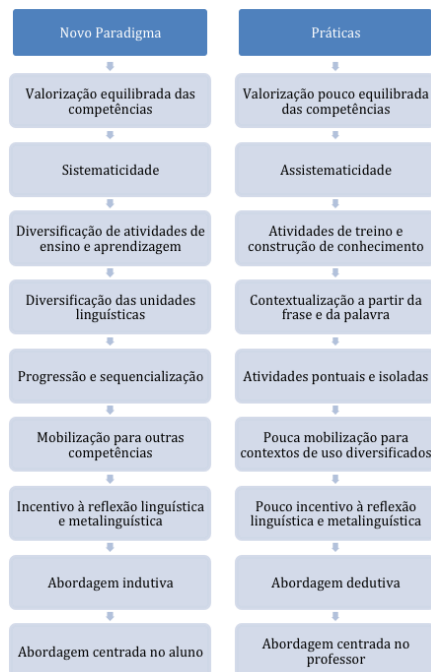 Novo Paradigma
Valorização equilibrada das
competências
Sistematicidade
Diversificação de atividades de
ensino e aprendizagem
Diversificação das unidades
linguísticas
Progressão e sequencialização
Mobilização para outras
competências
Incentivo à reflexão linguística
e metalinguística
Abordagem indutiva
Abordagem centrada no aluno
Práticas
Valorização pouco equilibrada
das competências
Assistematicidade
Atividades de treino e
construção de conhecimento
Contextualização a partir da
frase e da palavra
Atividades pontuais e isoladas
Pouca mobilização para
contextos de uso diversificados
Pouco incentivo à reflexão
linguística e metalinguística
Abordagem dedutiva
Abordagem centrada no
professor